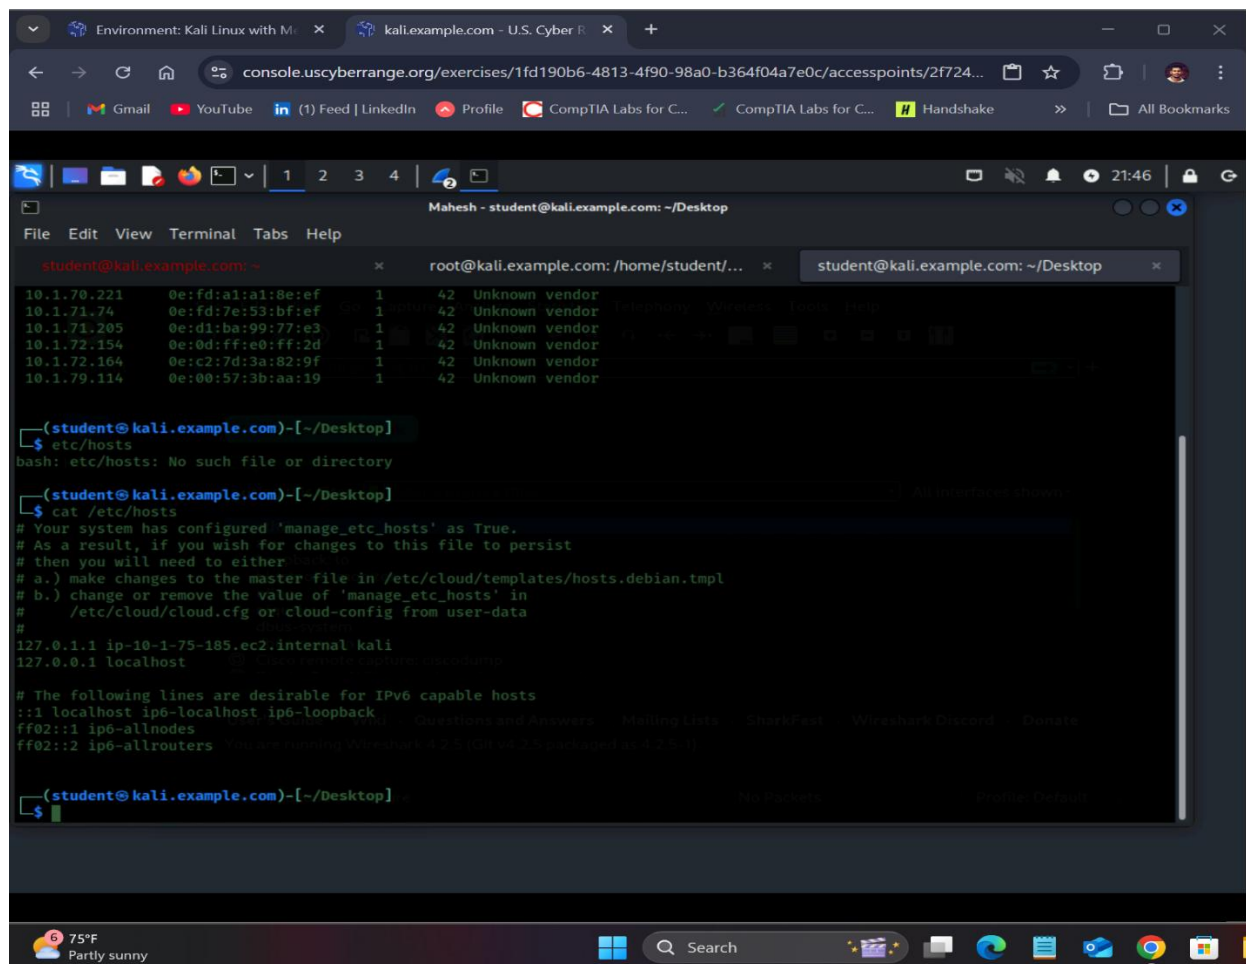 Environment: Kali Linux with M
kali.example.com - U.S. Cyber R
console.uscyberrange.org/exercises/1fd190b6-4813-4f90-98a0-b364f04a7e0c/accesspoints/2f724...
Gmail YouTube in (1) Feed | LinkedIn Profile CompTIA Labs for C... CompTIA Labs for C... Handshake » All Bookmarks
1 2 3 4 2 21:46
Mahesh - student@kali.example.com: ~/Desktop
File Edit View Terminal Tabs Help
student@kali.example.com: ~ root@kali.example.com: /home/student/... student@kali.example.com: ~/Desktop
10.1.70.221 0e:fd:a1:a1:8e:ef 1 42 Unknown vendor
10.1.71.74 0e:fd:7e:53:bf:ef 1 42 Unknown vendor
10.1.71.205 0e:d1:ba:99:77:e3 1 42 Unknown vendor
10.1.72.154 0e:0d:ff:e0:ff:2d 1 42 Unknown vendor
10.1.72.164 0e:c2:7d:3a:82:9f 1 42 Unknown vendor
10.1.79.114 0e:00:57:3b:aa:19 1 42 Unknown vendor
(student㉿kali.example.com)-[~/Desktop]
$ etc/hosts
bash: etc/hosts: No such file or directory
(student㉿kali.example.com)-[~/Desktop]
$ cat /etc/hosts
# Your system has configured 'manage_etc_hosts' as True.
# As a result, if you wish for changes to this file to persist
# then you will need to either
# a.) make changes to the master file in /etc/cloud/templates/hosts.debian.tmpl
# b.) change or remove the value of 'manage_etc_hosts' in
#     /etc/cloud/cloud.cfg or cloud-config from user-data
#
127.0.1.1 ip-10-1-75-185.ec2.internal kali
127.0.0.1 localhost
# The following lines are desirable for IPv6 capable hosts
::1 localhost ip6-localhost ip6-loopback
ff02::1 ip6-allnodes
ff02::2 ip6-allrouters
(student㉿kali.example.com)-[~/Desktop]
$
6 75°F
Partly sunny
Search